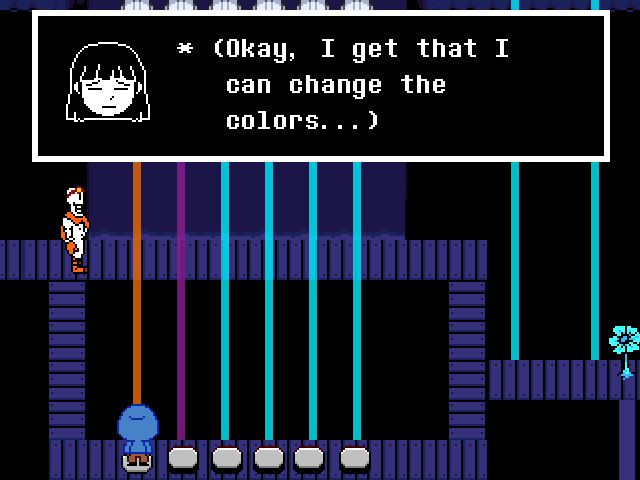 * (Okay, I get that I
can change the
colors...)